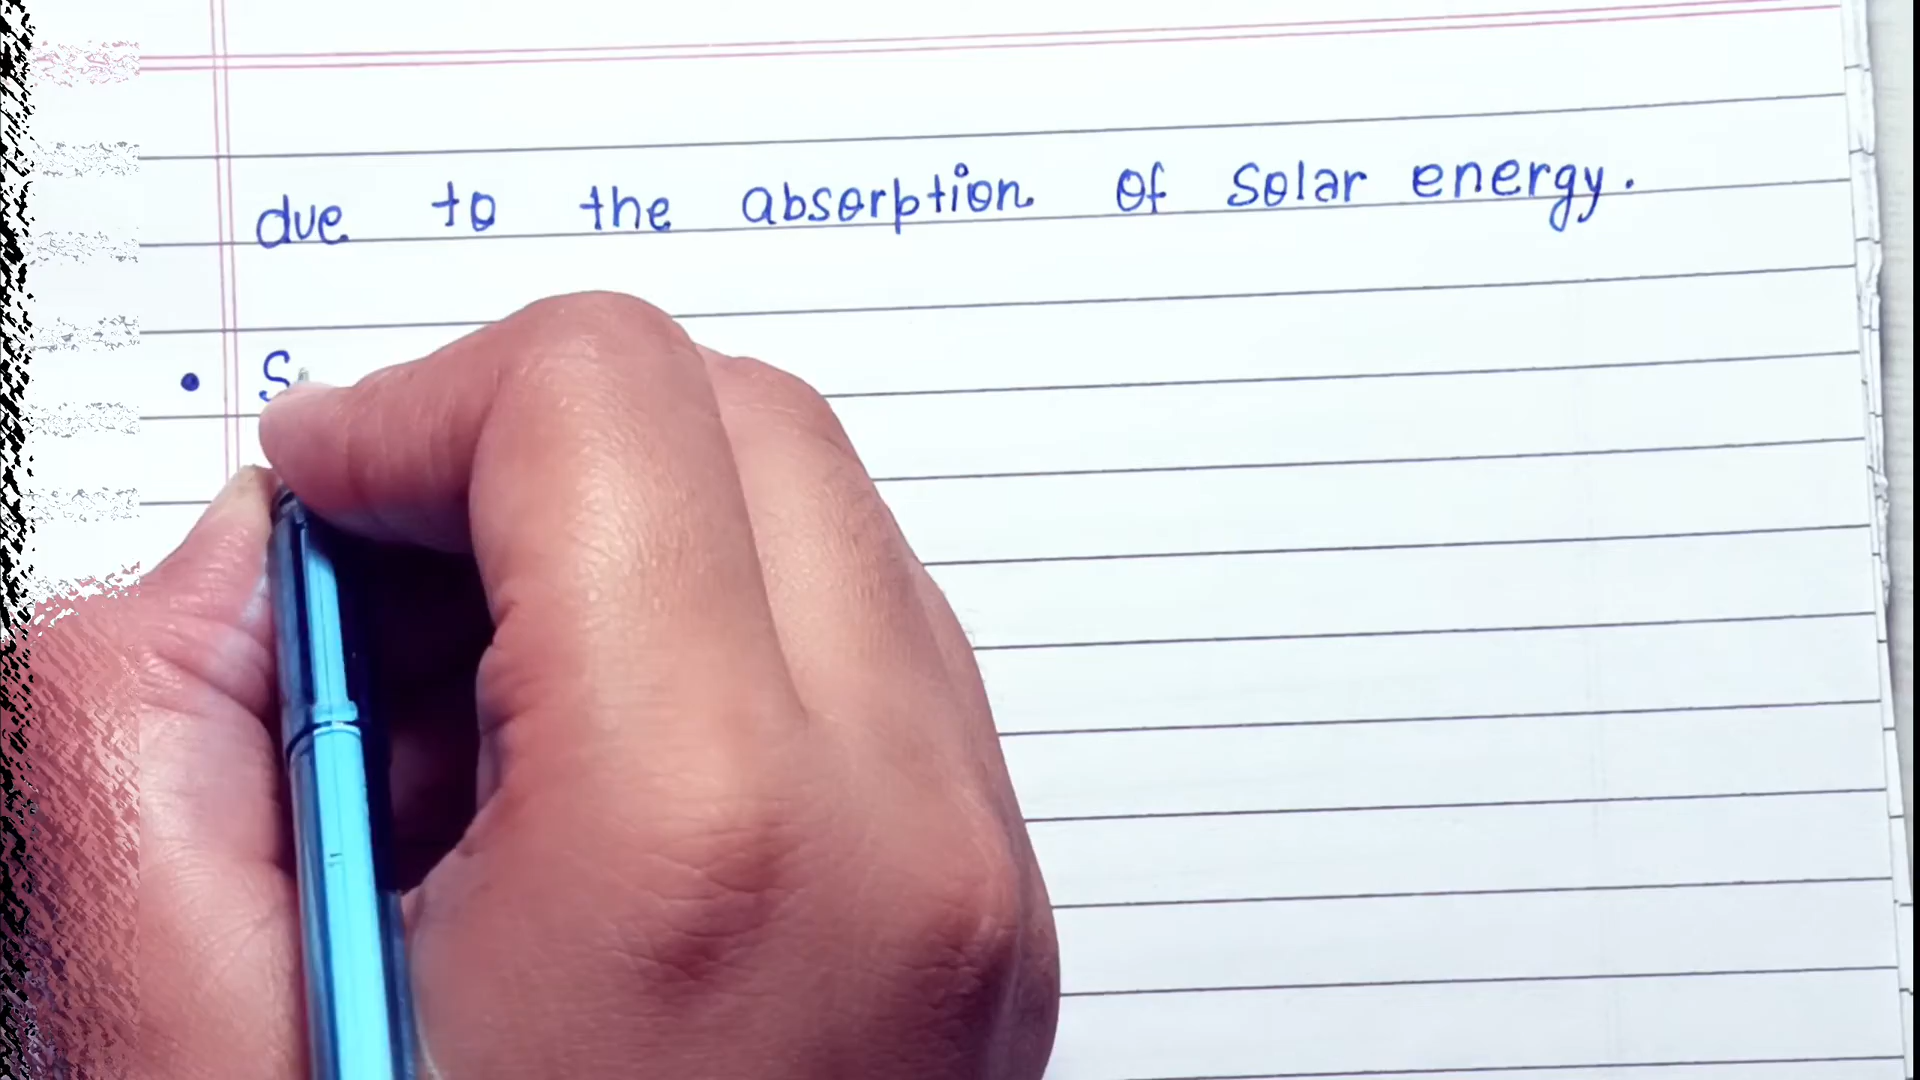 due to the absorption of solar energy.
• S